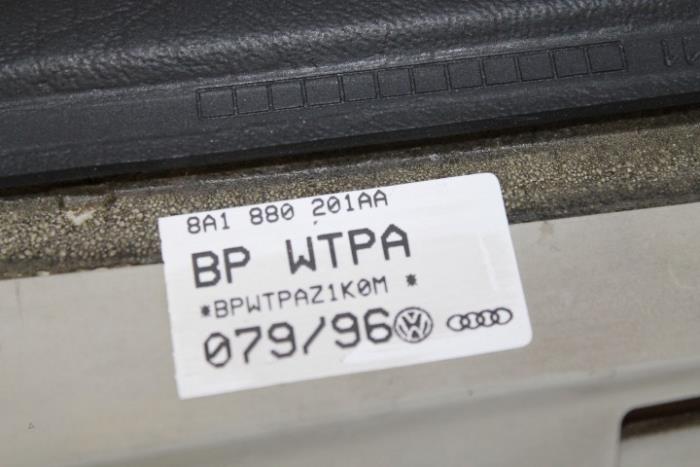 8A1 880 201AA
BP WTPA
*BPWTPAZ1K0M *
079/96